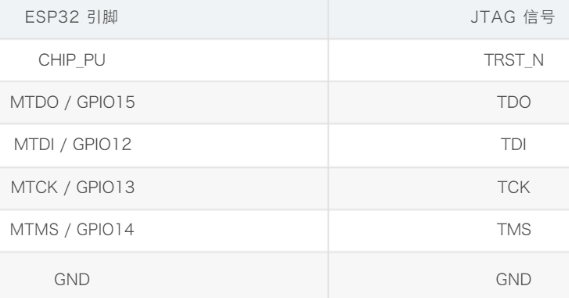 ESP32 引脚 JTAG 信号
CHIP_PU TRST_N
MTDO / GPIO15 TDO
MTDI / GPIO12 TDI
MTCK / GPIO13 TCK
MTMS / GPIO14 TMS
GND GND